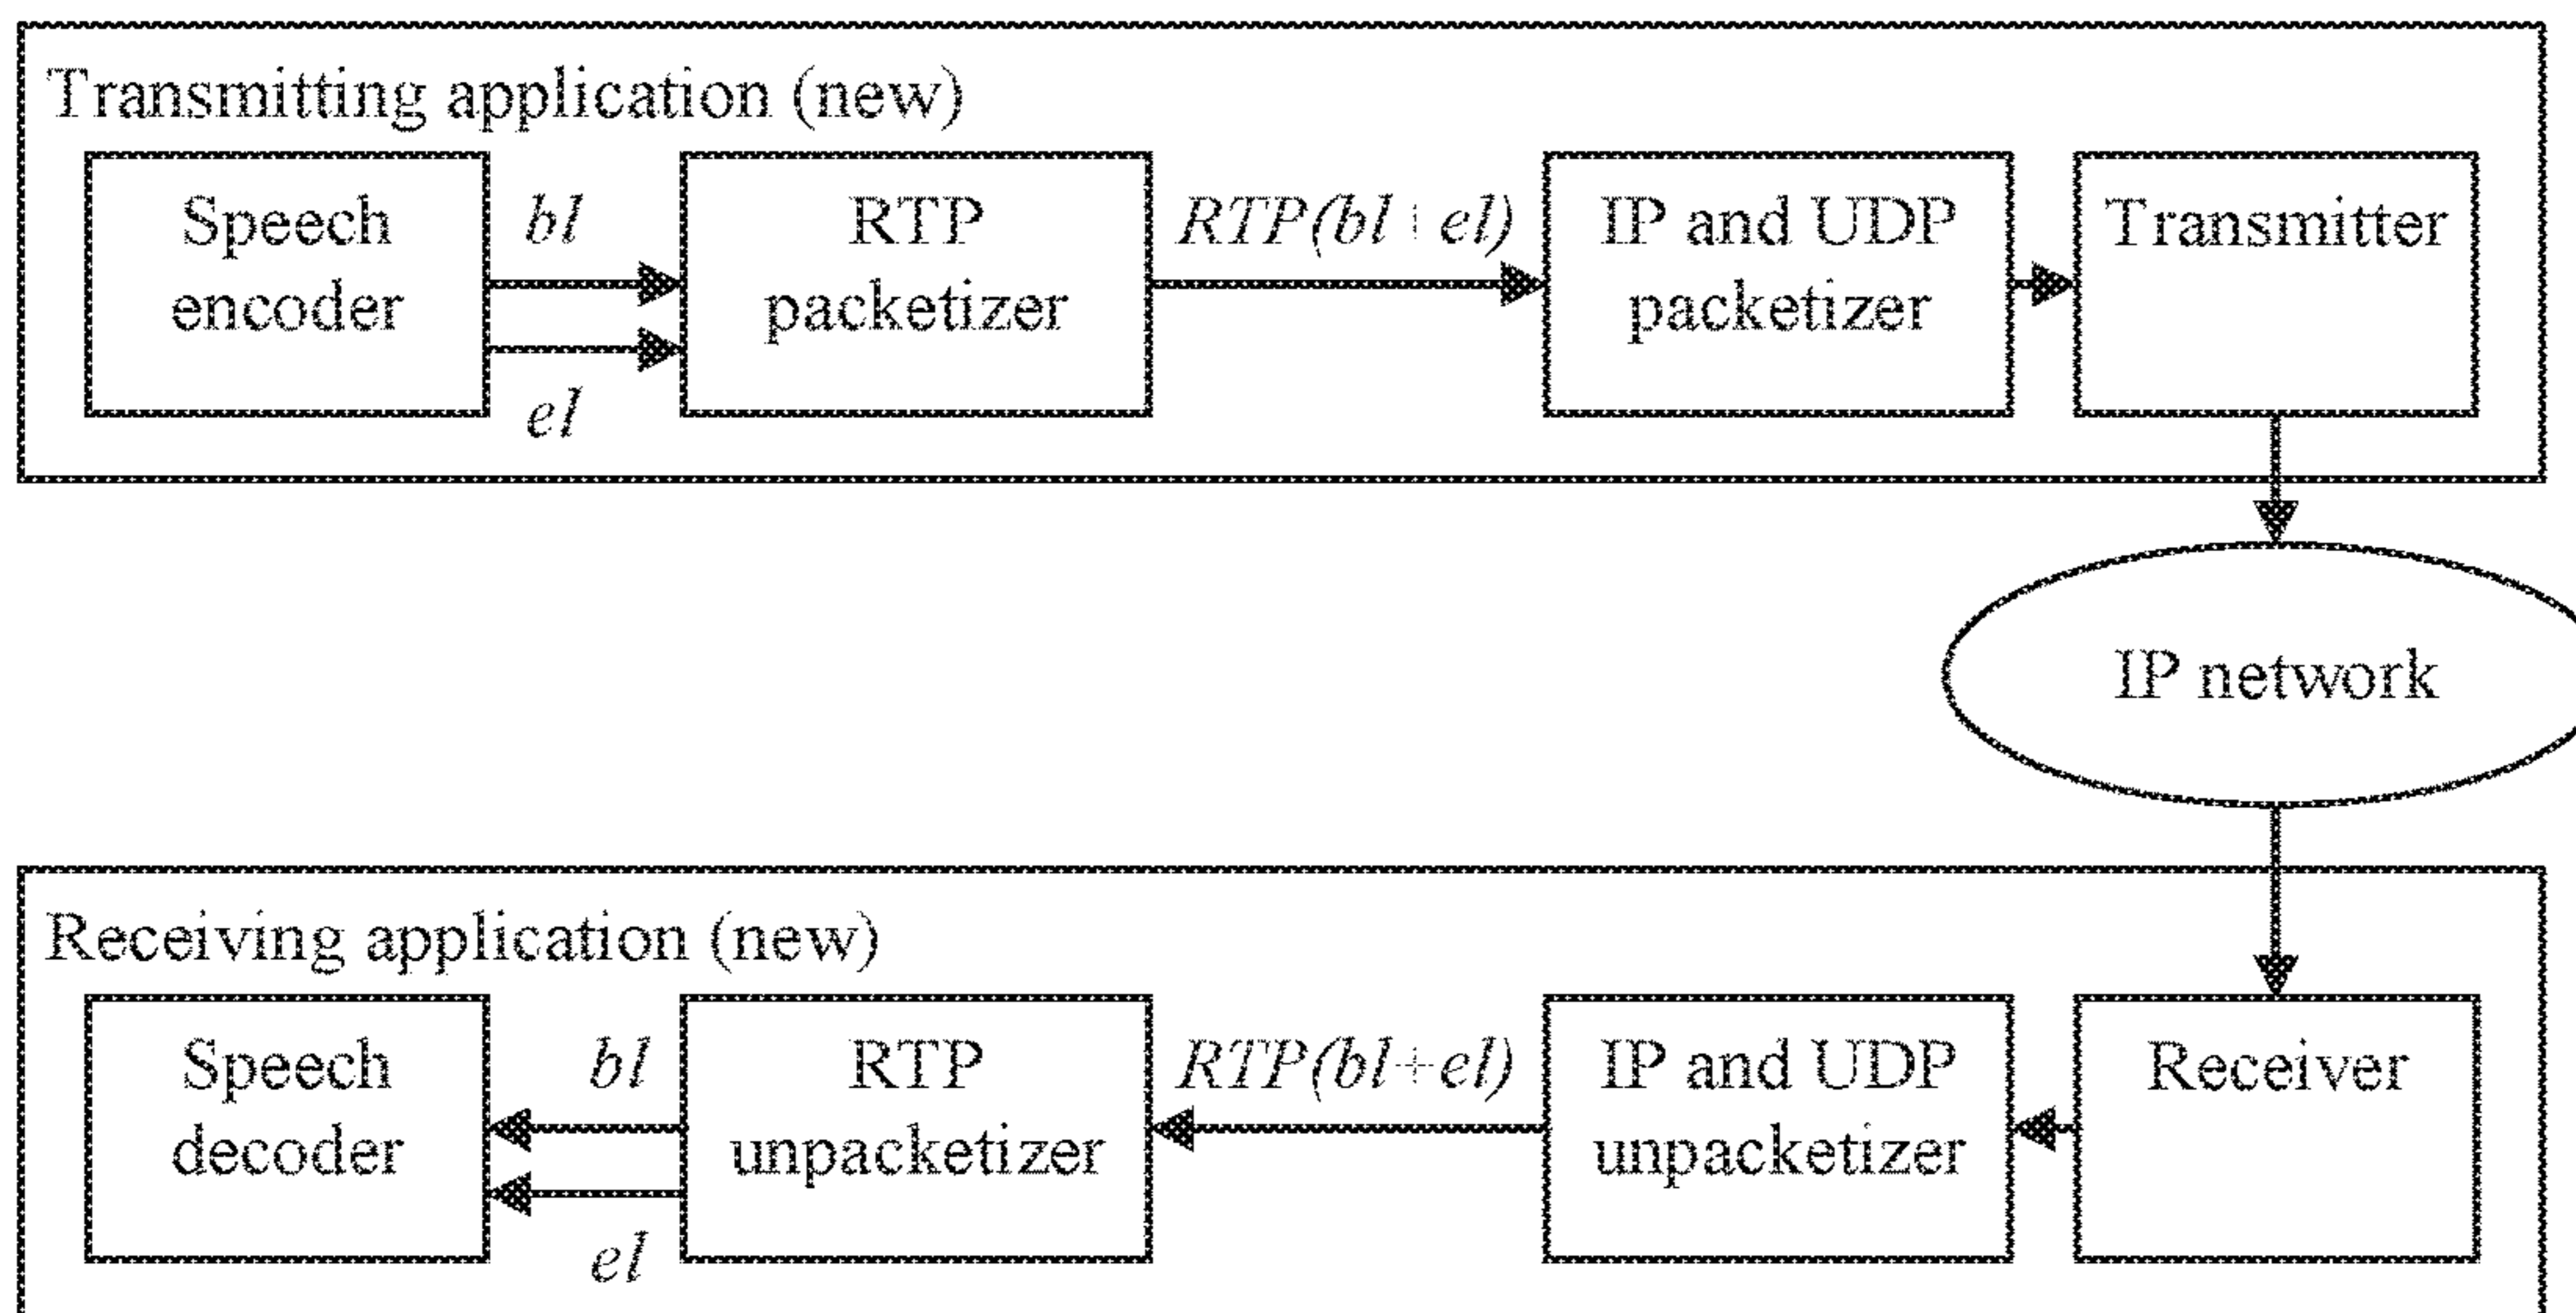 Transmitting application (new)
Speech
encoder
bl
el
RTP
packetizer
RTP(bl+el)
IP and UDP
packetizer
Transmitter
IP network
Receiving application (new)
Speech
decoder
bl
el
RTP
unpacketizer
RTP(bl+el)
IP and UDP
unpacketizer
Receiver